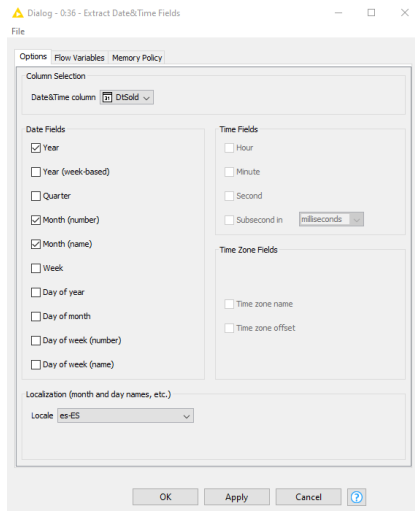 Dialog - 0:36 - Extract Date&Time Fields
File
Options Flow Variables Memory Policy
Column Selection
Date&Time column DtSold
Date Fields
Year
Year (week-based)
Quarter
Month (number)
Month (name)
Week
Day of year
Day of month
Day of week (number)
Day of week (name)
Time Fields
Hour
Minute
Second
Subsecond in milliseconds
Time Zone Fields
Time zone name
Time zone offset
Localization (month and day names, etc.)
Locale es-ES
OK Apply Cancel ?